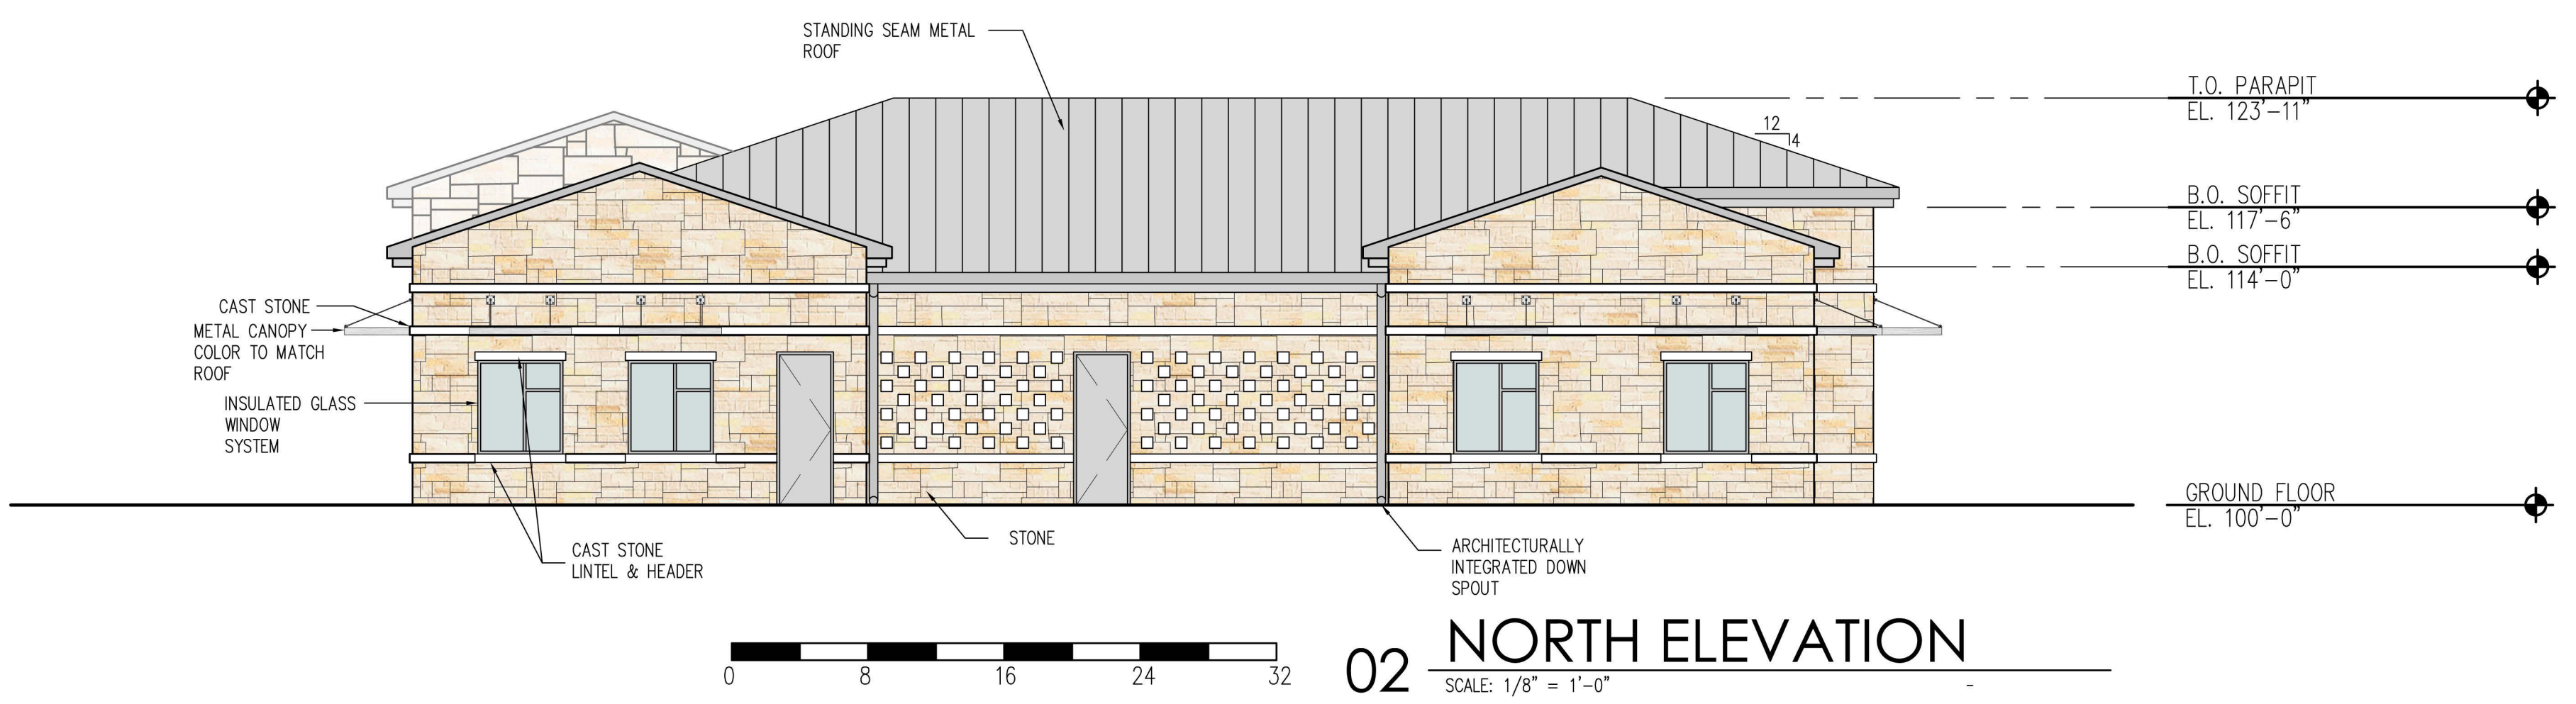 STANDING SEAM METAL
ROOF
T.O. PARAPIT
EL. 123'-11"
12
4
B.O. SOFFIT
EL. 117'-6"
B.O. SOFFIT
EL. 114'-0"
CAST STONE
METAL CANOPY
COLOR TO MATCH
ROOF
INSULATED GLASS
WINDOW
SYSTEM
GROUND FLOOR
EL. 100'-0"
STONE
CAST STONE
LINTEL & HEADER
ARCHITECTURALLY
INTEGRATED DOWN
SPOUT
0 8 16 24 32
02 NORTH ELEVATION
SCALE: 1/8" = 1'-0" -